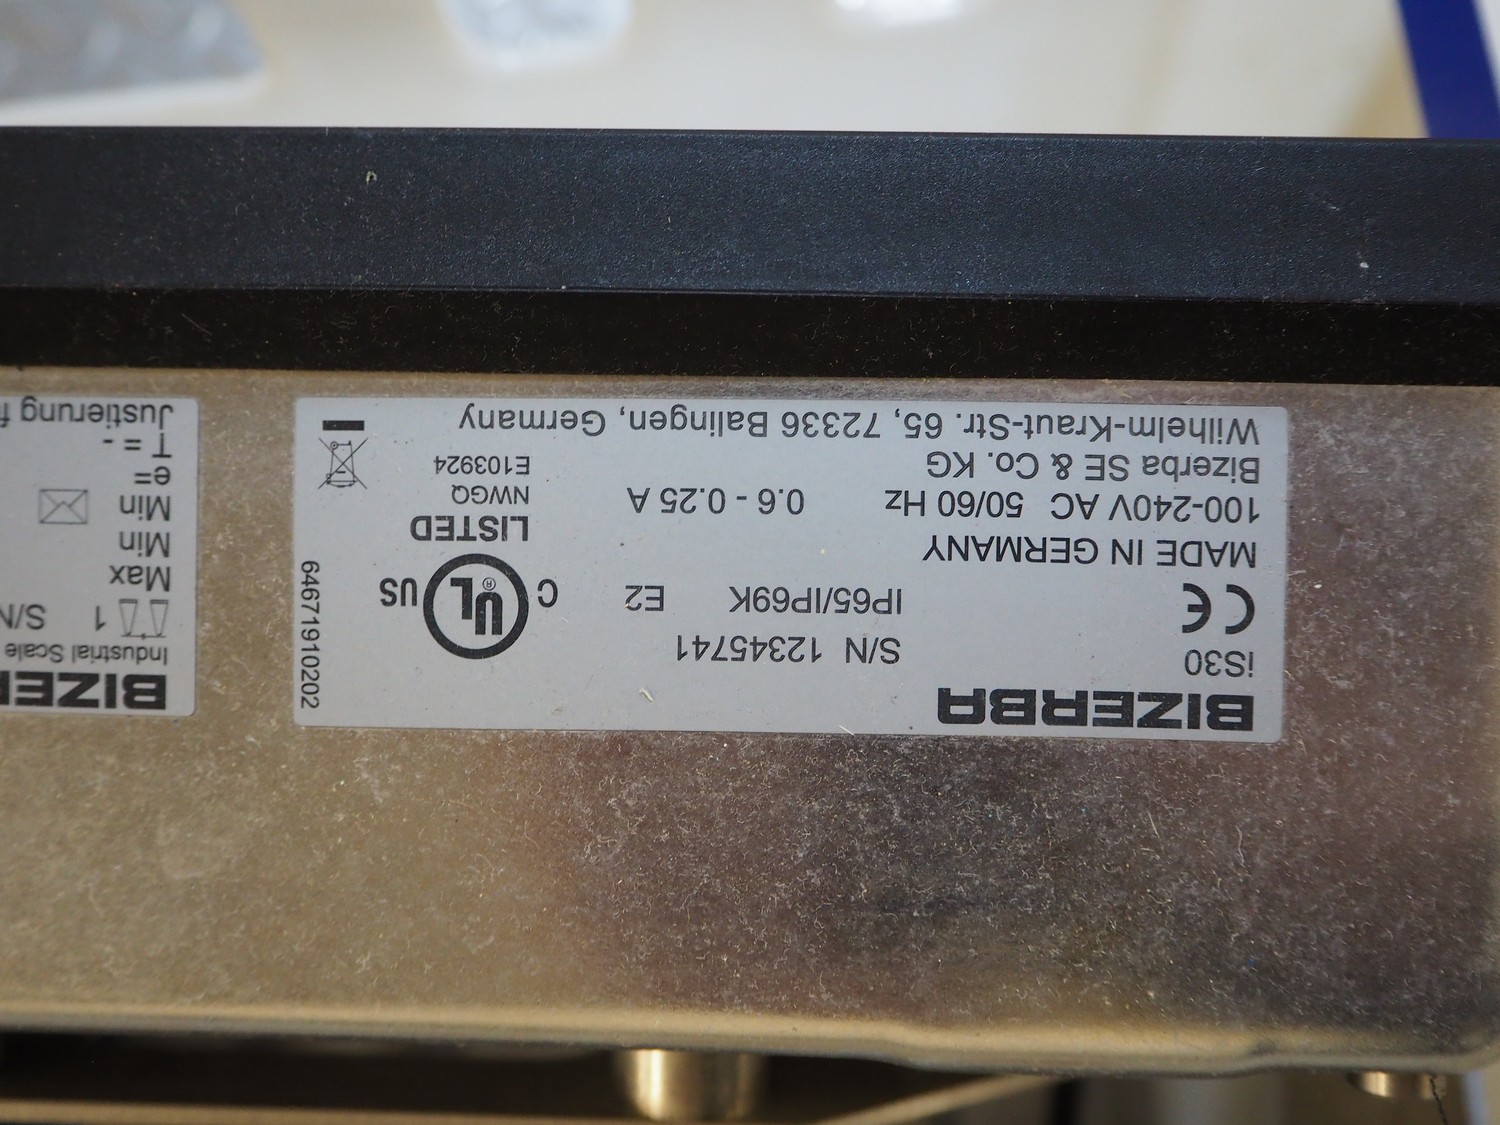 BIZERBA
iS30
S/N 12345741
CE
IP65/IP69K E2
MADE IN GERMANY
100-240V AC 50/60 Hz 0.6 - 0.25 A
Bizerba SE & Co. KG
Wilhelm-Kraut-Str. 65, 72336 Balingen, Germany
C UL® US
LISTED
NWGQ
E103924
64671910202
BIZER
Industrial Scale
1 S/N
Max
Min
Min
e=
T = -
Justierung f